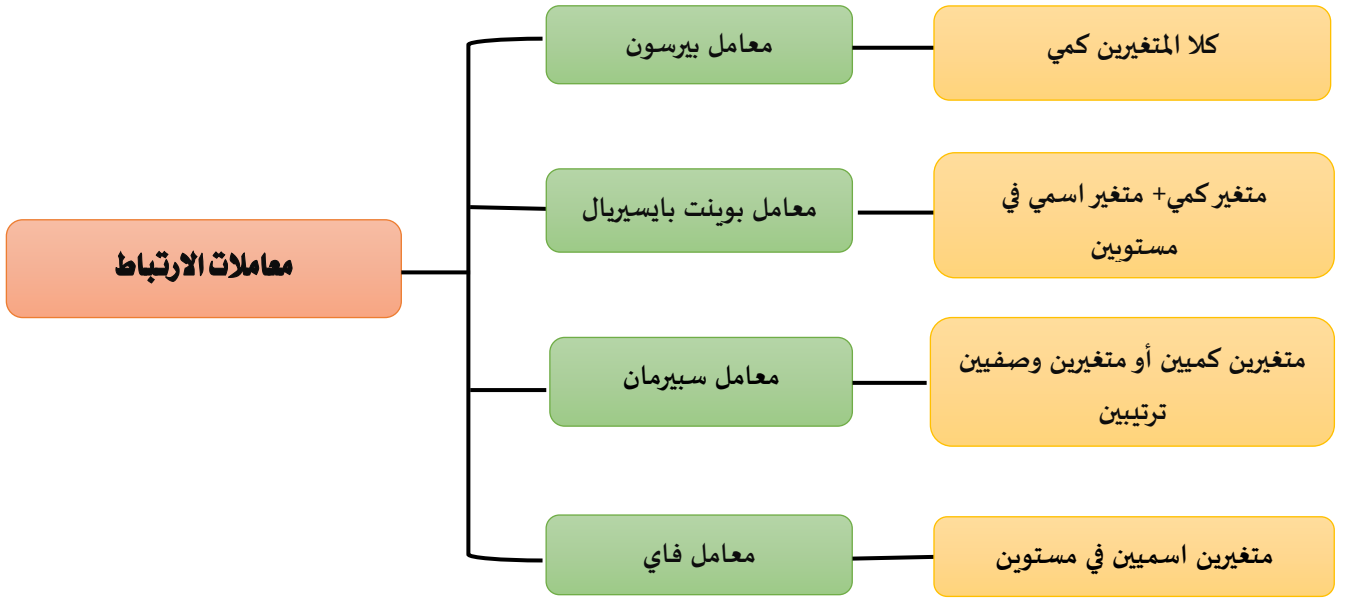 معاملات الارتباط
معامل بيرسون
كلا المتغيرين كمي
معامل بوينت بايسيريال
متغير كمي+ متغير اسمي في
مستويين
معامل سبيرمان
متغيرين كميين أو متغيرين وصفيين
ترتيبين
معامل فاي
متغيرين اسميين في مستوين